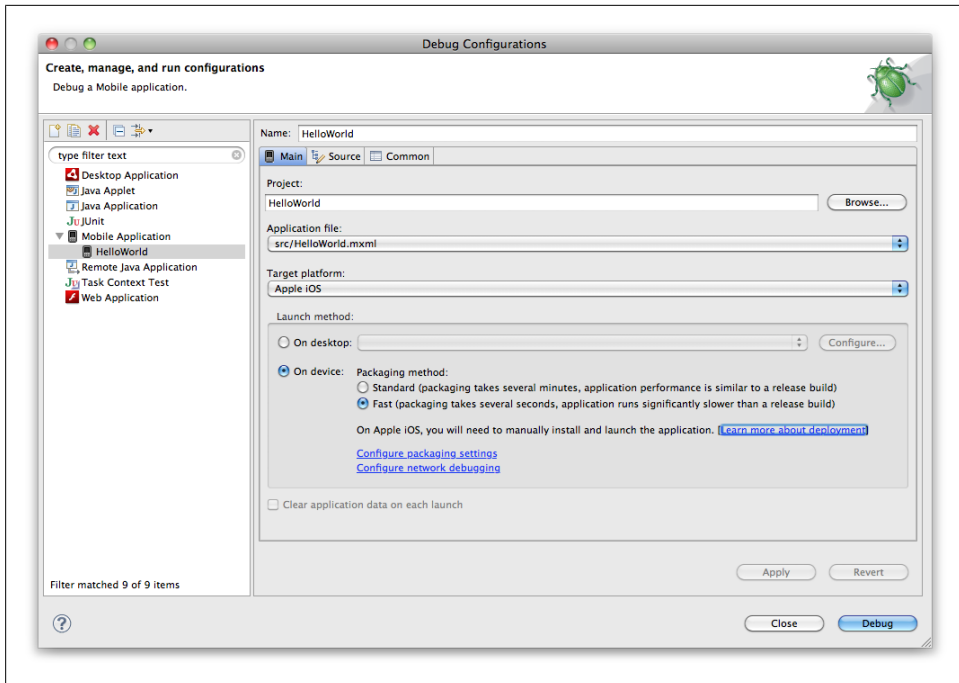 Debug Configurations
Create, manage, and run configurations
Debug a Mobile application.
type filter text
Desktop Application
Java Applet
Java Application
JUnit
Mobile Application
HelloWorld
Remote Java Application
Task Context Test
Web Application
Filter matched 9 of 9 items
Name: HelloWorld
Main Source Common
Project:
HelloWorld Browse...
Application file:
src/HelloWorld.mxml
Target platform:
Apple iOS
Launch method:
On desktop: Configure...
On device: Packaging method:
Standard (packaging takes several minutes, application performance is similar to a release build)
Fast (packaging takes several seconds, application runs significantly slower than a release build)
On Apple iOS, you will need to manually install and launch the application. [Learn more about deployment]
Configure packaging settings
Configure network debugging
Clear application data on each launch
Apply Revert
? Close Debug